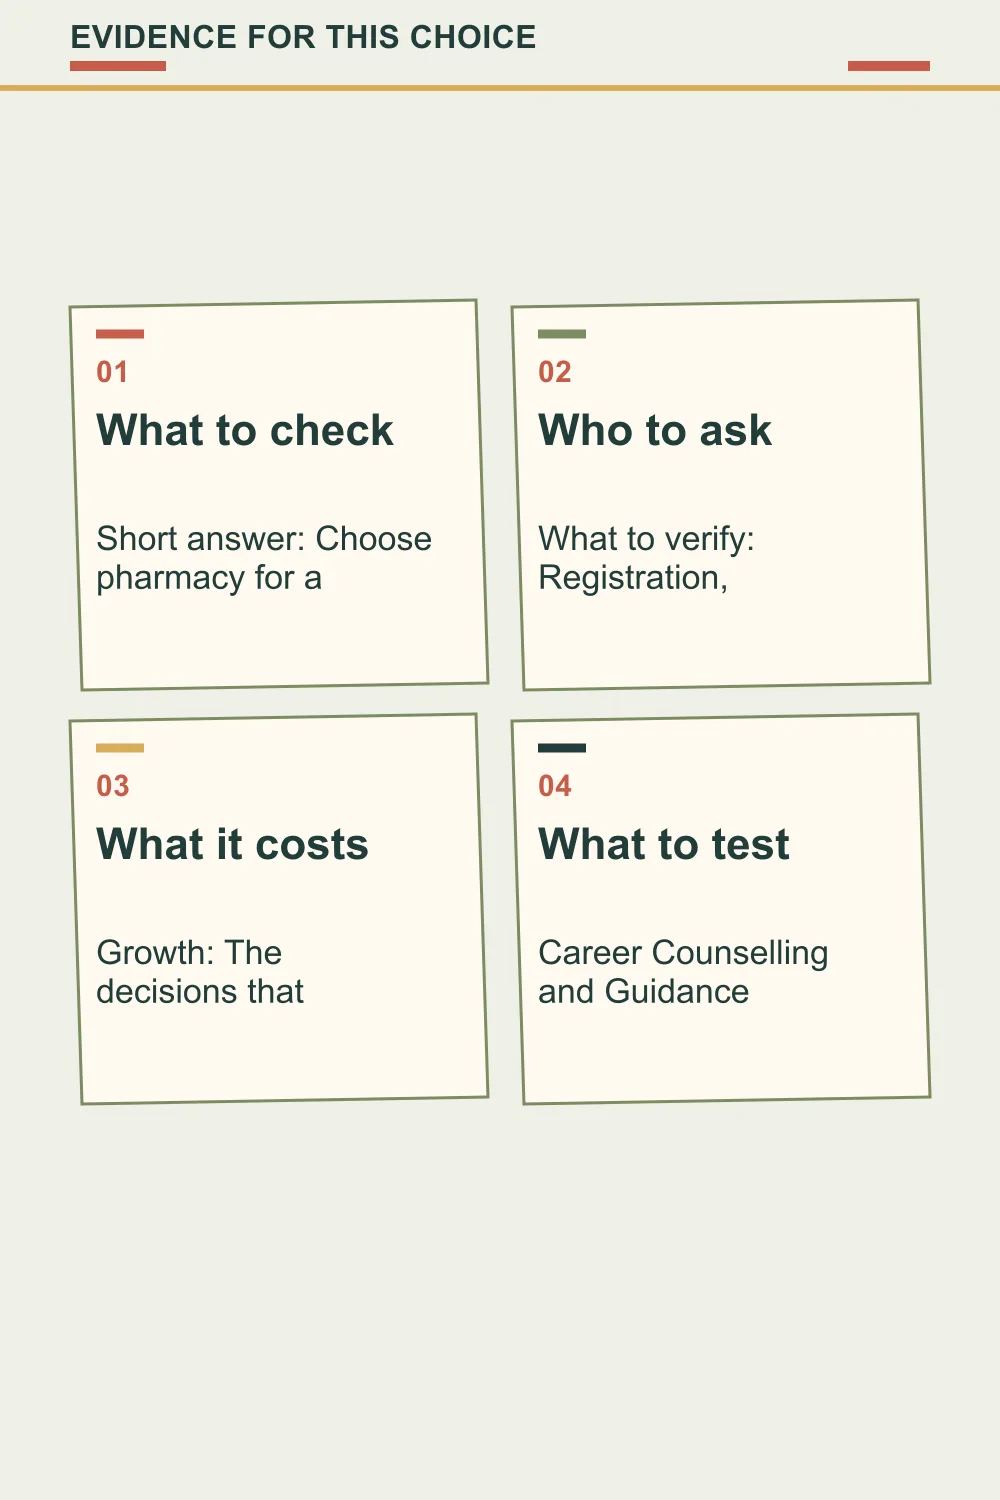 EVIDENCE FOR THIS CHOICE
01
What to check
Short answer: Choose
pharmacy for a
02
Who to ask
What to verify:
Registration,
03
What it costs
Growth: The
decisions that
04
What to test
Career Counselling
and Guidance